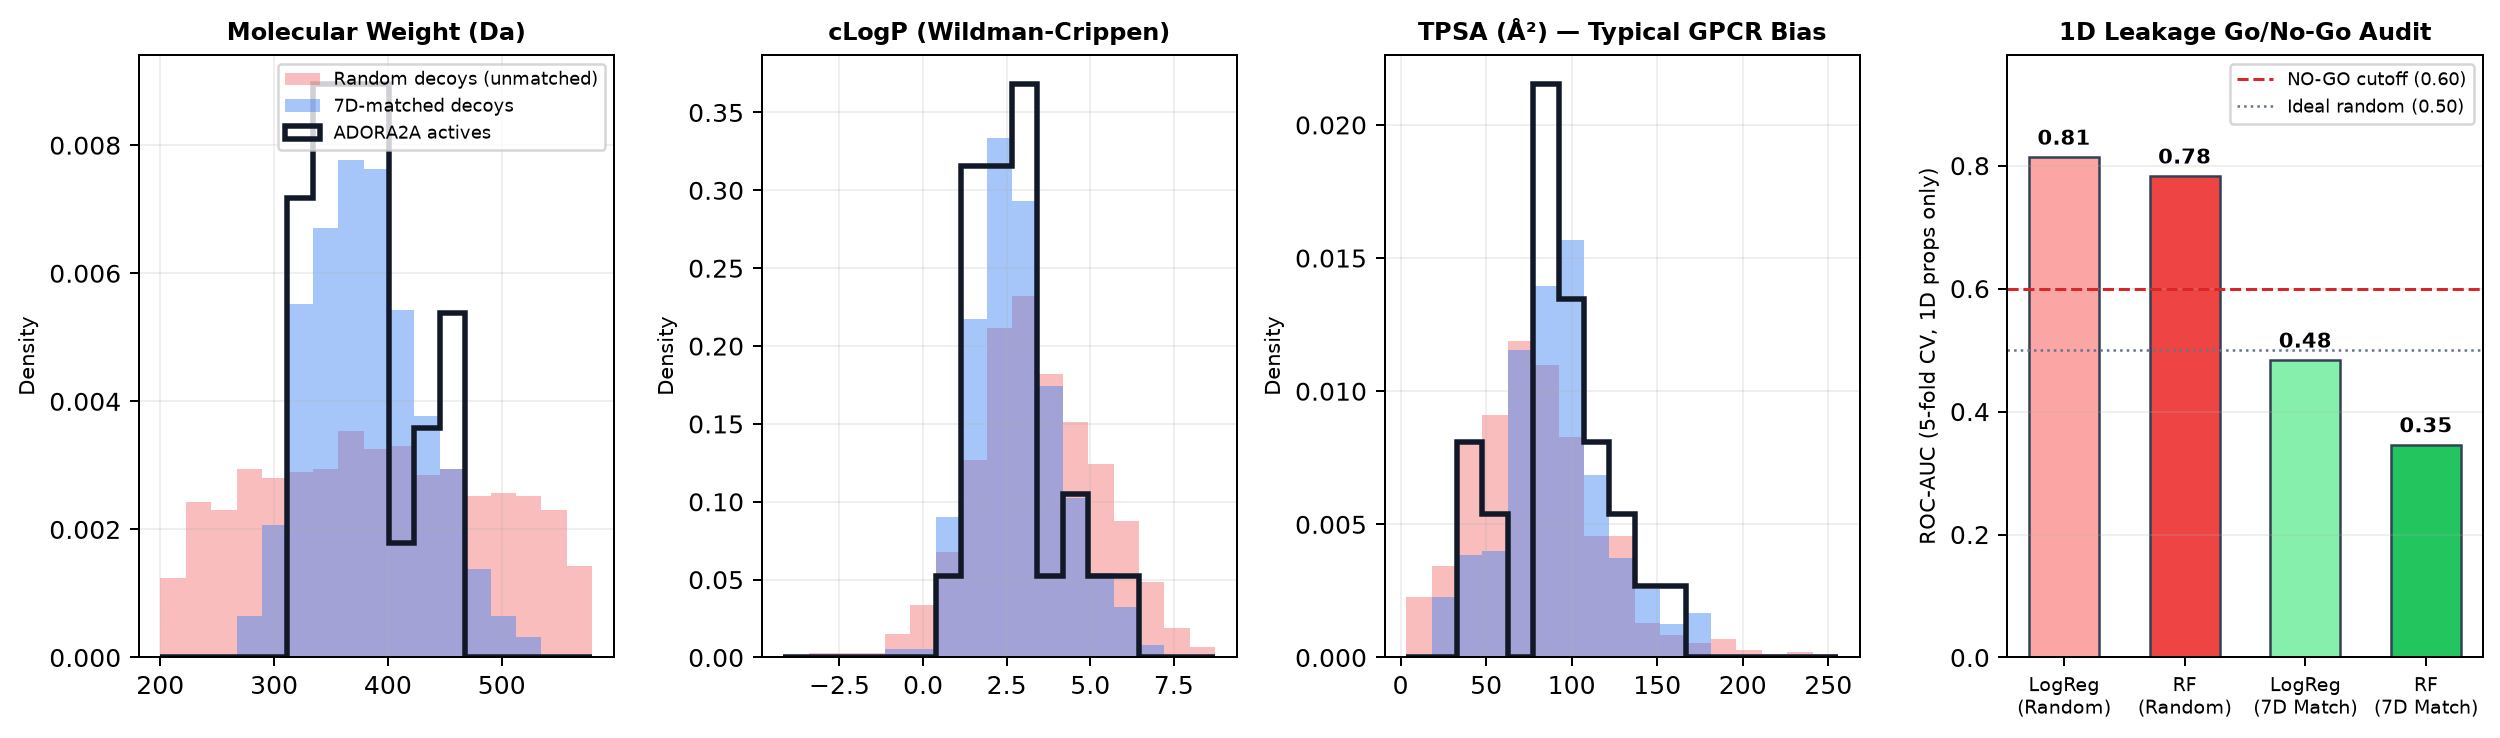 Molecular Weight (Da)
Density
0.000
0.002
0.004
0.006
0.008
200
300
400
500
Random decoys (unmatched)
7D-matched decoys
ADORA2A actives
cLogP (Wildman-Crippen)
Density
0.00
0.05
0.10
0.15
0.20
0.25
0.30
0.35
−2.5
0.0
2.5
5.0
7.5
TPSA (Å²) — Typical GPCR Bias
Density
0.000
0.005
0.010
0.015
0.020
0
50
100
150
200
250
1D Leakage Go/No-Go Audit
ROC-AUC (5-fold CV, 1D props only)
0.0
0.2
0.4
0.6
0.8
NO-GO cutoff (0.60)
Ideal random (0.50)
0.81
0.78
0.48
0.35
LogReg
(Random)
RF
(Random)
LogReg
(7D Match)
RF
(7D Match)